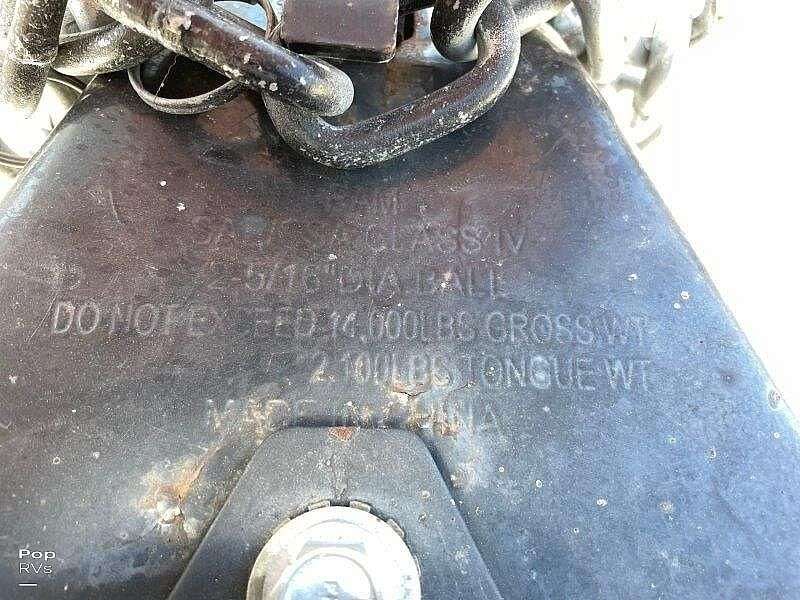 CLASS IV
2-5/16" DIA BALL
DO NOT EXCEED 14,000LBS GROSS WT
2,100LBS TONGUE WT
MADE IN CHINA
Pop
RVs